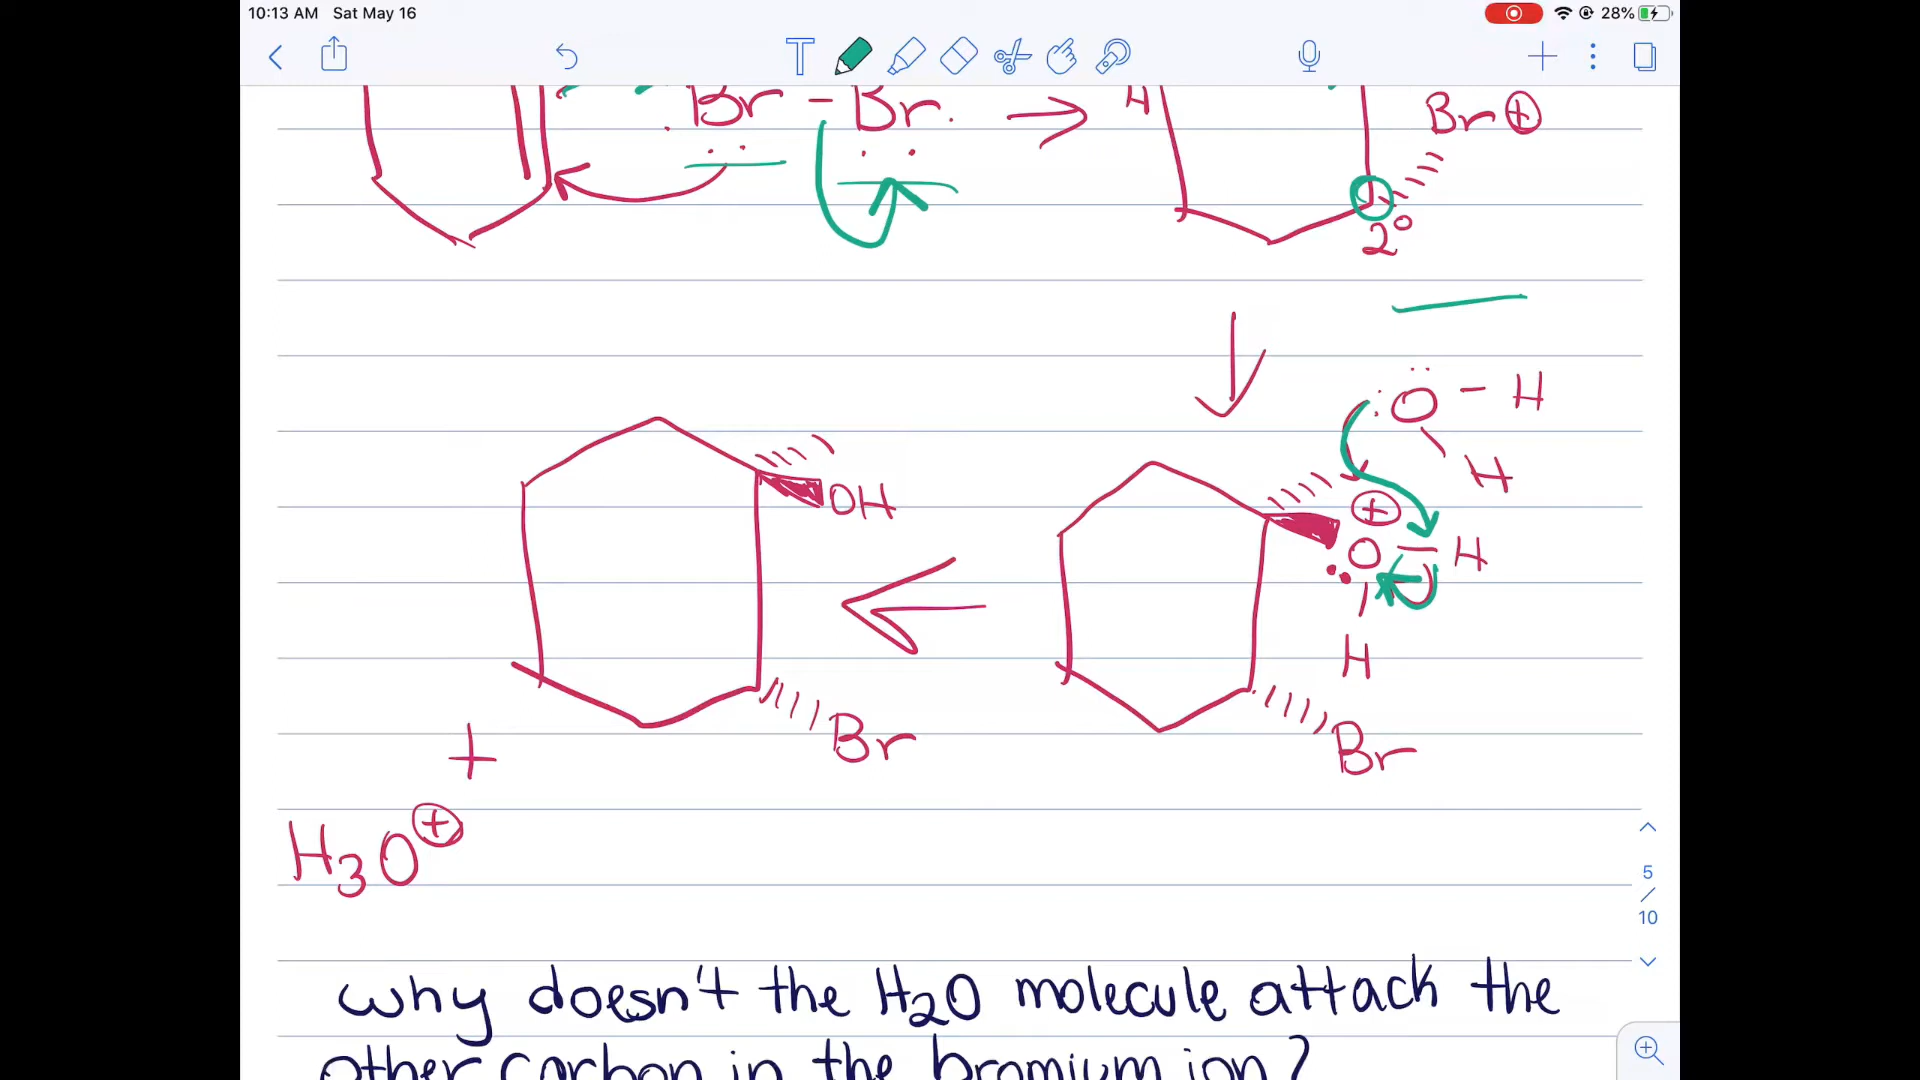 10:13 AM Sat May 16
28%
T
Br - Br
H
Br +
2°
O - H
H
OH
+
O - H
H
Br
Br
+
H3O+
5
/
10
why doesn't the H2O molecule attack the
other carbon in the bromium ion?